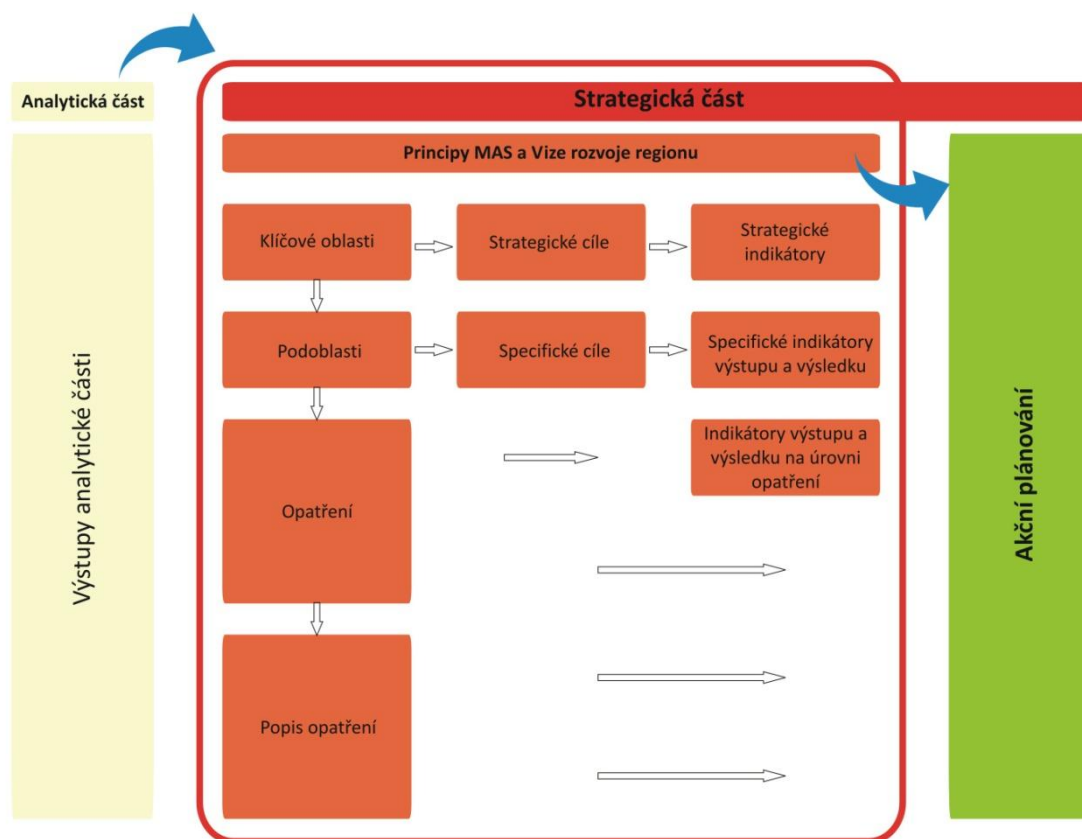 Analytická část
Strategická část
Principy MAS a Vize rozvoje regionu
Výstupy analytické části
Klíčové oblasti
Strategické cíle
Strategické
indikátory
Podoblasti
Specifické cíle
Specifické indikátory
výstupu a výsledku
Opatření
Indikátory výstupu a
výsledku na úrovni
opatření
Popis opatření
Akční plánování